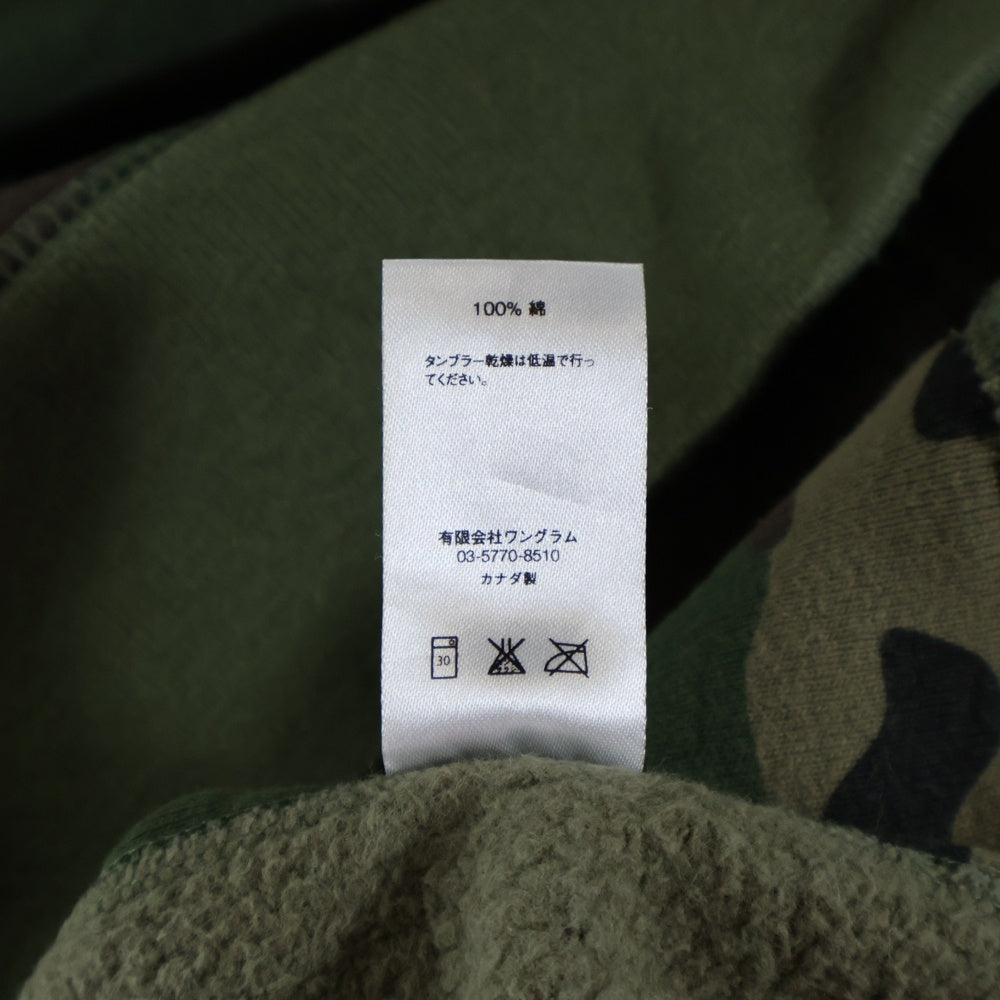 100% 綿
タンブラー乾燥は低温で行っ
てください。
有限会社ワングラム
03-5770-8510
カナダ製
30